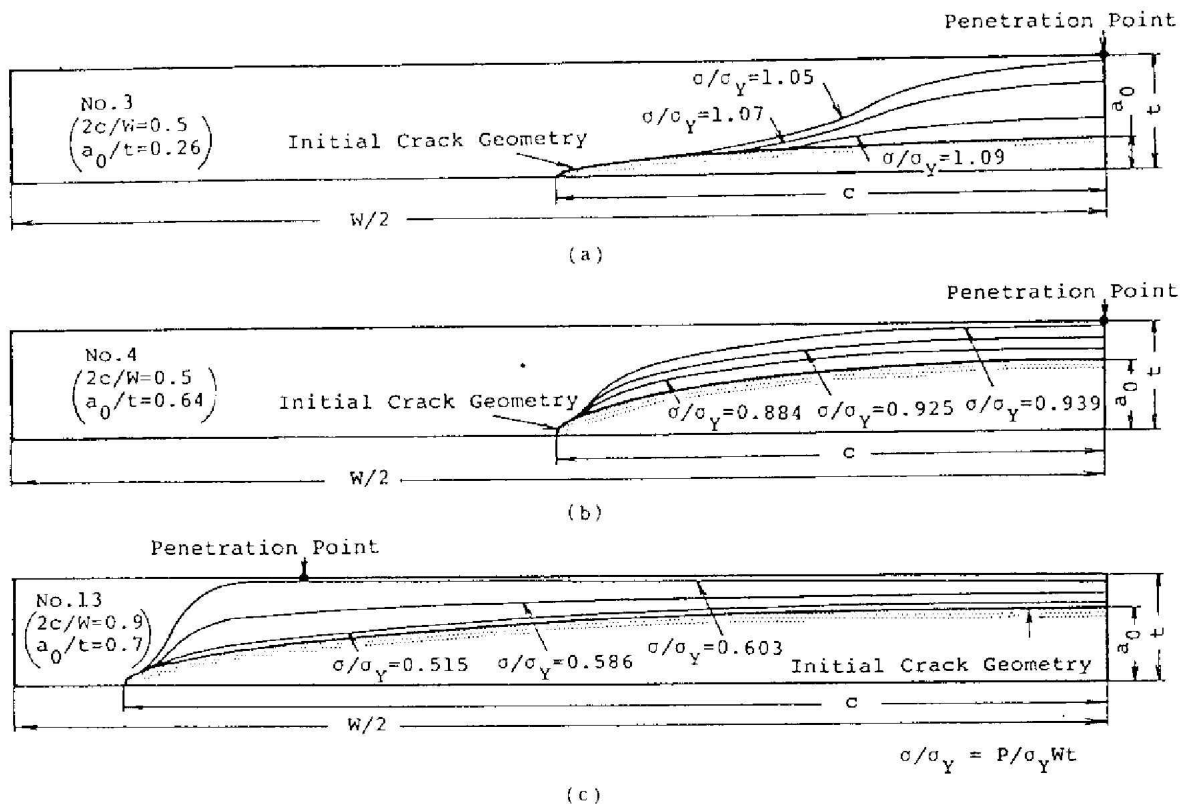 Penetration Point
No.3
(2c/W=0.5
a0/t=0.26)
σ/σY=1.05
σ/σY=1.07
Initial Crack Geometry
σ/σY=1.09
a0
t
c
W/2
(a)
Penetration Point
No.4
(2c/W=0.5
a0/t=0.64)
Initial Crack Geometry
σ/σY=0.884
σ/σY=0.925
σ/σY=0.939
a0
t
c
W/2
(b)
Penetration Point
No.13
(2c/W=0.9
a0/t=0.7)
σ/σY=0.515
σ/σY=0.586
σ/σY=0.603
Initial Crack Geometry
a0
t
c
W/2
σ/σY = P/σYWt
(c)